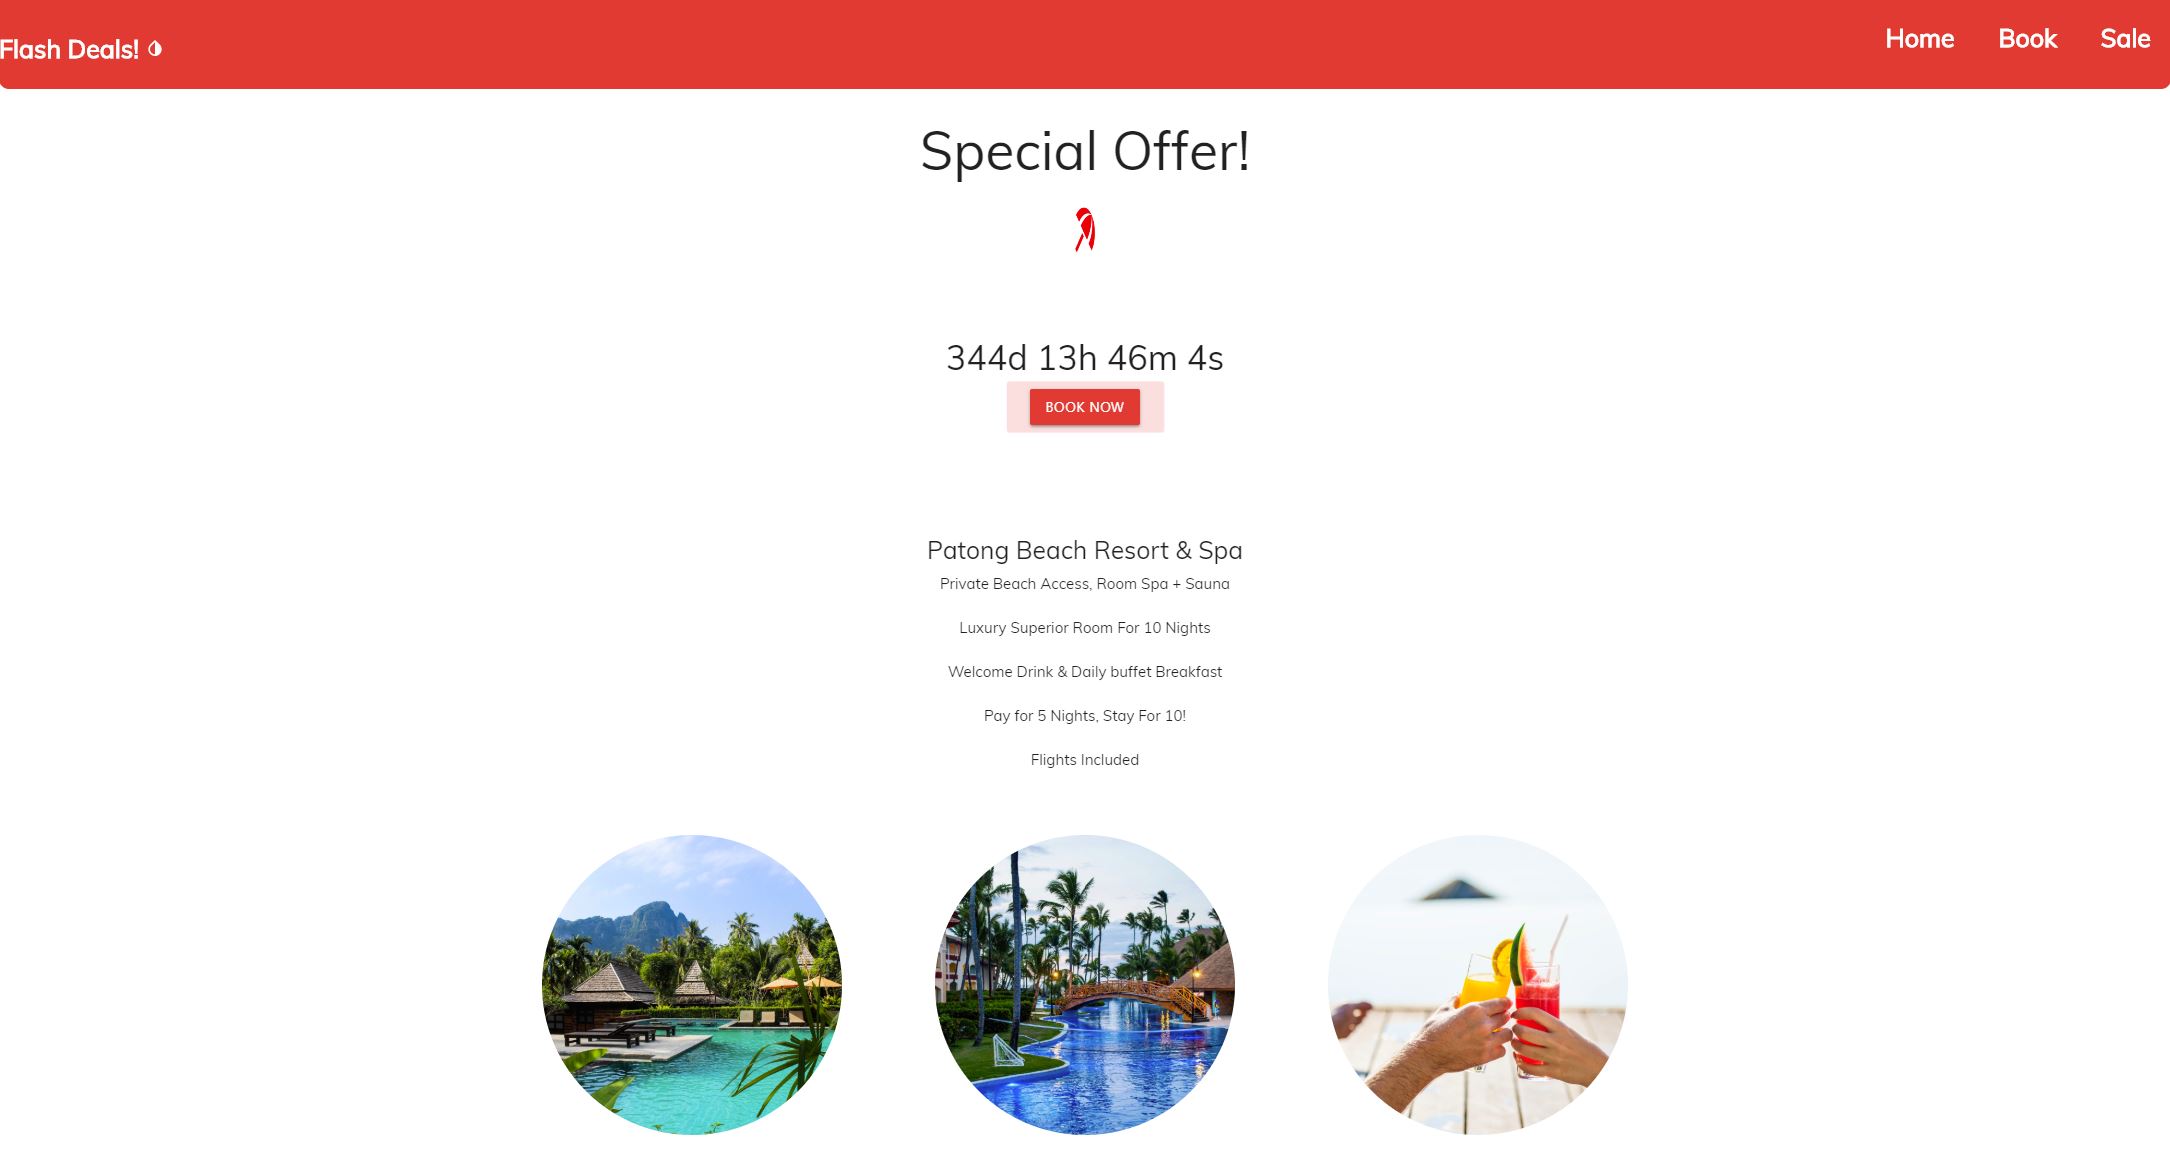 Flash Deals!
Home Book Sale
Special Offer!
344d 13h 46m 4s
BOOK NOW
Patong Beach Resort & Spa
Private Beach Access, Room Spa + Sauna
Luxury Superior Room For 10 Nights
Welcome Drink & Daily buffet Breakfast
Pay for 5 Nights, Stay For 10!
Flights Included